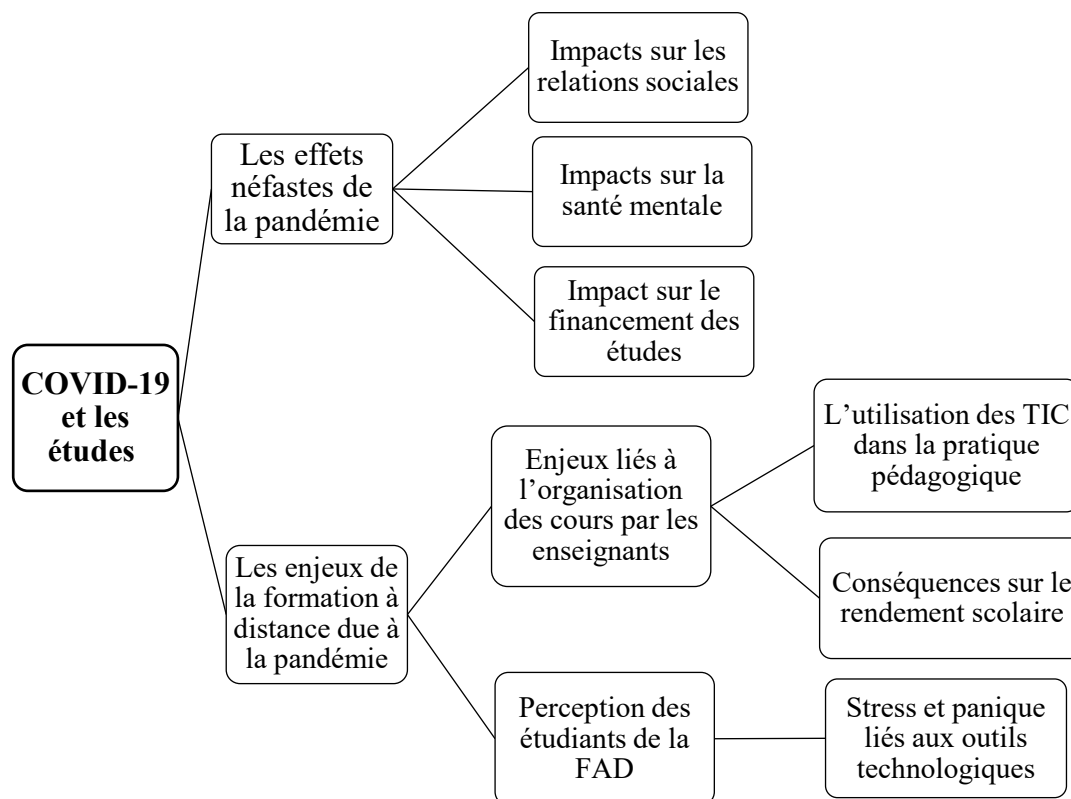 Impacts sur les
relations sociales
Les effets
néfastes de
la pandémie
Impacts sur la
santé mentale
Impact sur le
financement des
études
COVID-19
et les
études
L’utilisation des TIC
dans la pratique
pédagogique
Enjeux liés à
l’organisation
des cours par les
enseignants
Les enjeux de
la formation à
distance due à
la pandémie
Conséquences sur le
rendement scolaire
Perception des
étudiants de la
FAD
Stress et panique
liés aux outils
technologiques